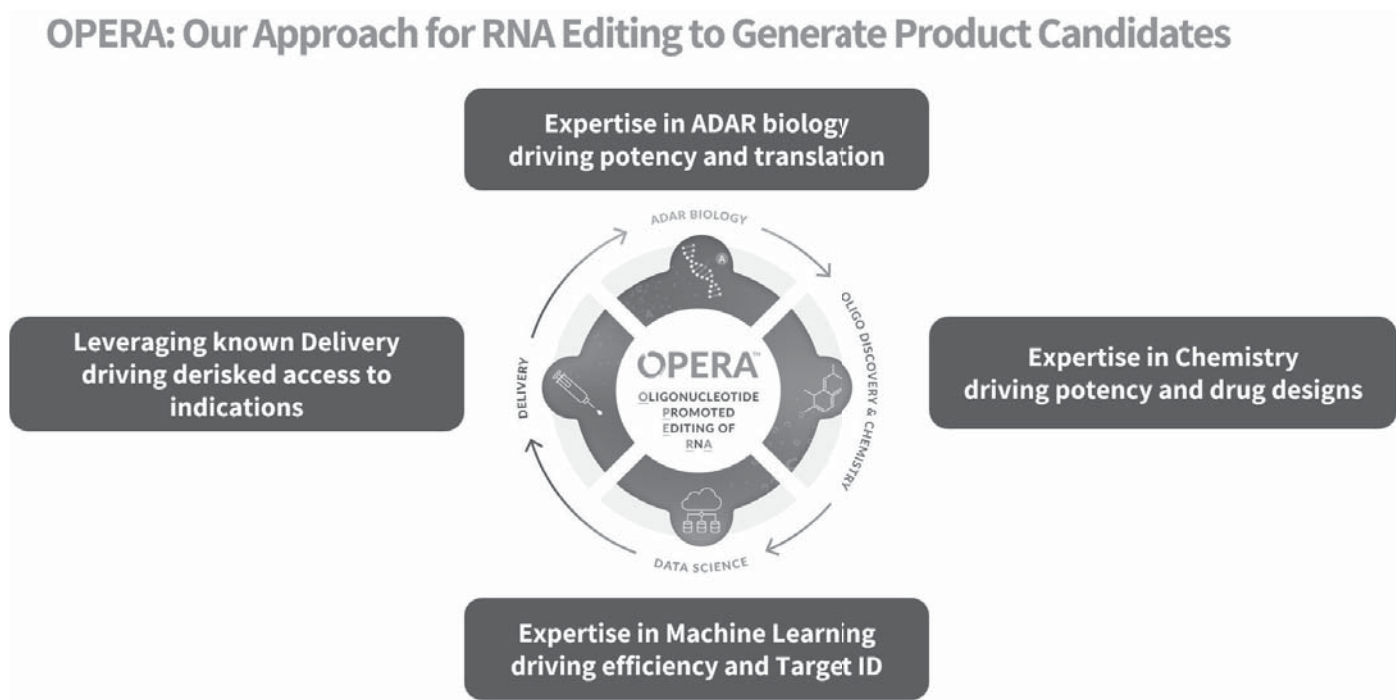 OPERA: Our Approach for RNA Editing to Generate Product Candidates
Expertise in ADAR biology
driving potency and translation
ADAR BIOLOGY
A
Leveraging known Delivery
driving derisked access to
indications
DELIVERY
OPERA™
OLIGONUCLEOTIDE
PROMOTED
EDITING OF
RNA
OLIGO DISCOVERY & CHEMISTRY
Expertise in Chemistry
driving potency and drug designs
DATA SCIENCE
Expertise in Machine Learning
driving efficiency and Target ID